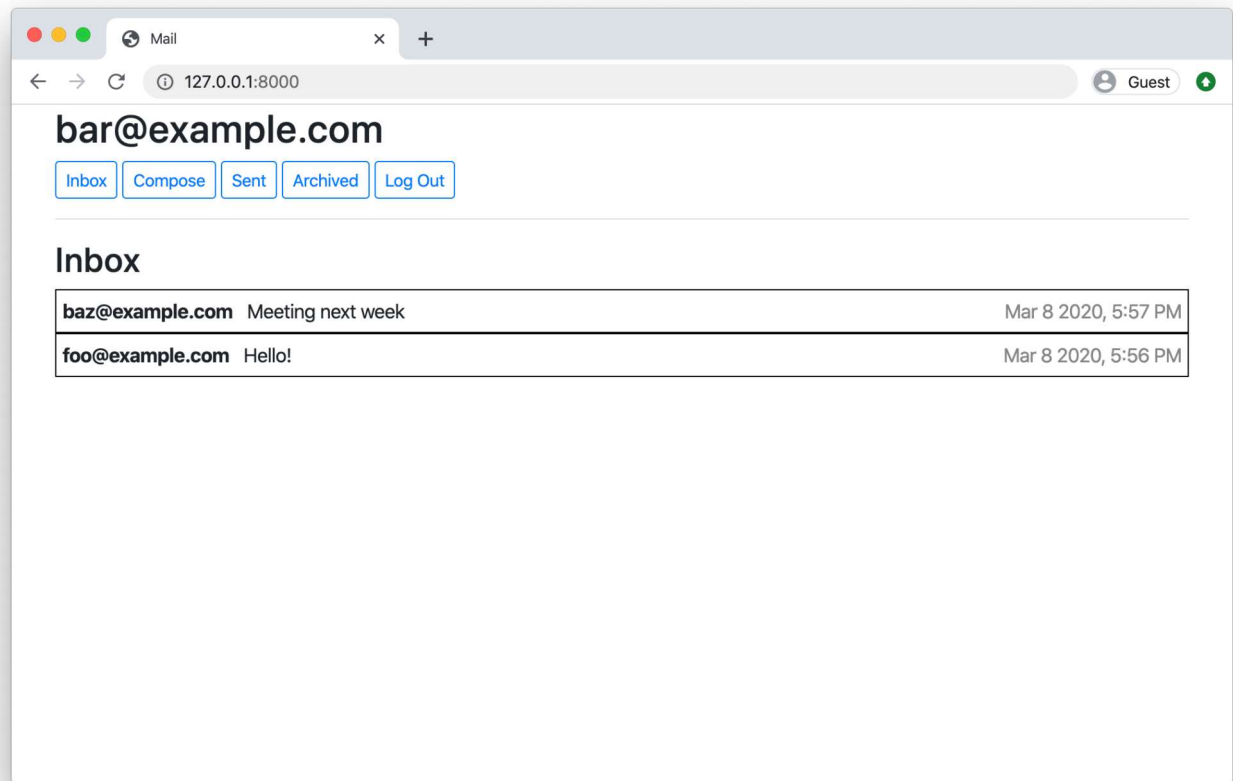 Mail
127.0.0.1:8000 Guest
bar@example.com
Inbox Compose Sent Archived Log Out
Inbox
baz@example.com Meeting next week Mar 8 2020, 5:57 PM
foo@example.com Hello! Mar 8 2020, 5:56 PM